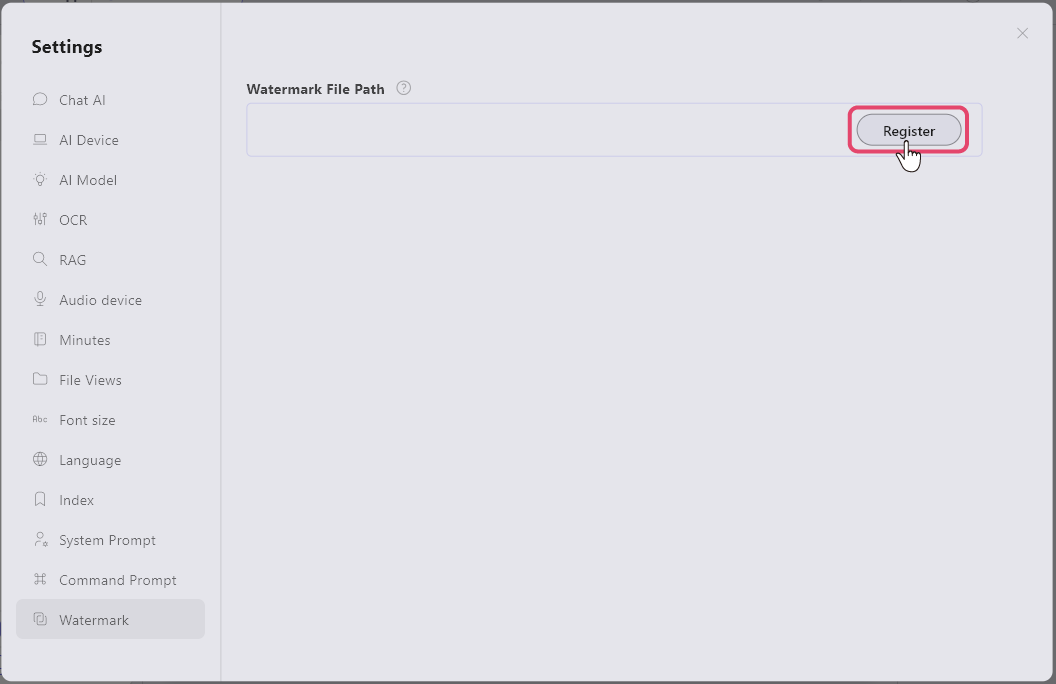 Settings
Chat AI
AI Device
AI Model
OCR
RAG
Audio device
Minutes
File Views
Abc Font size
Language
Index
System Prompt
Command Prompt
Watermark
Watermark File Path ?
Register